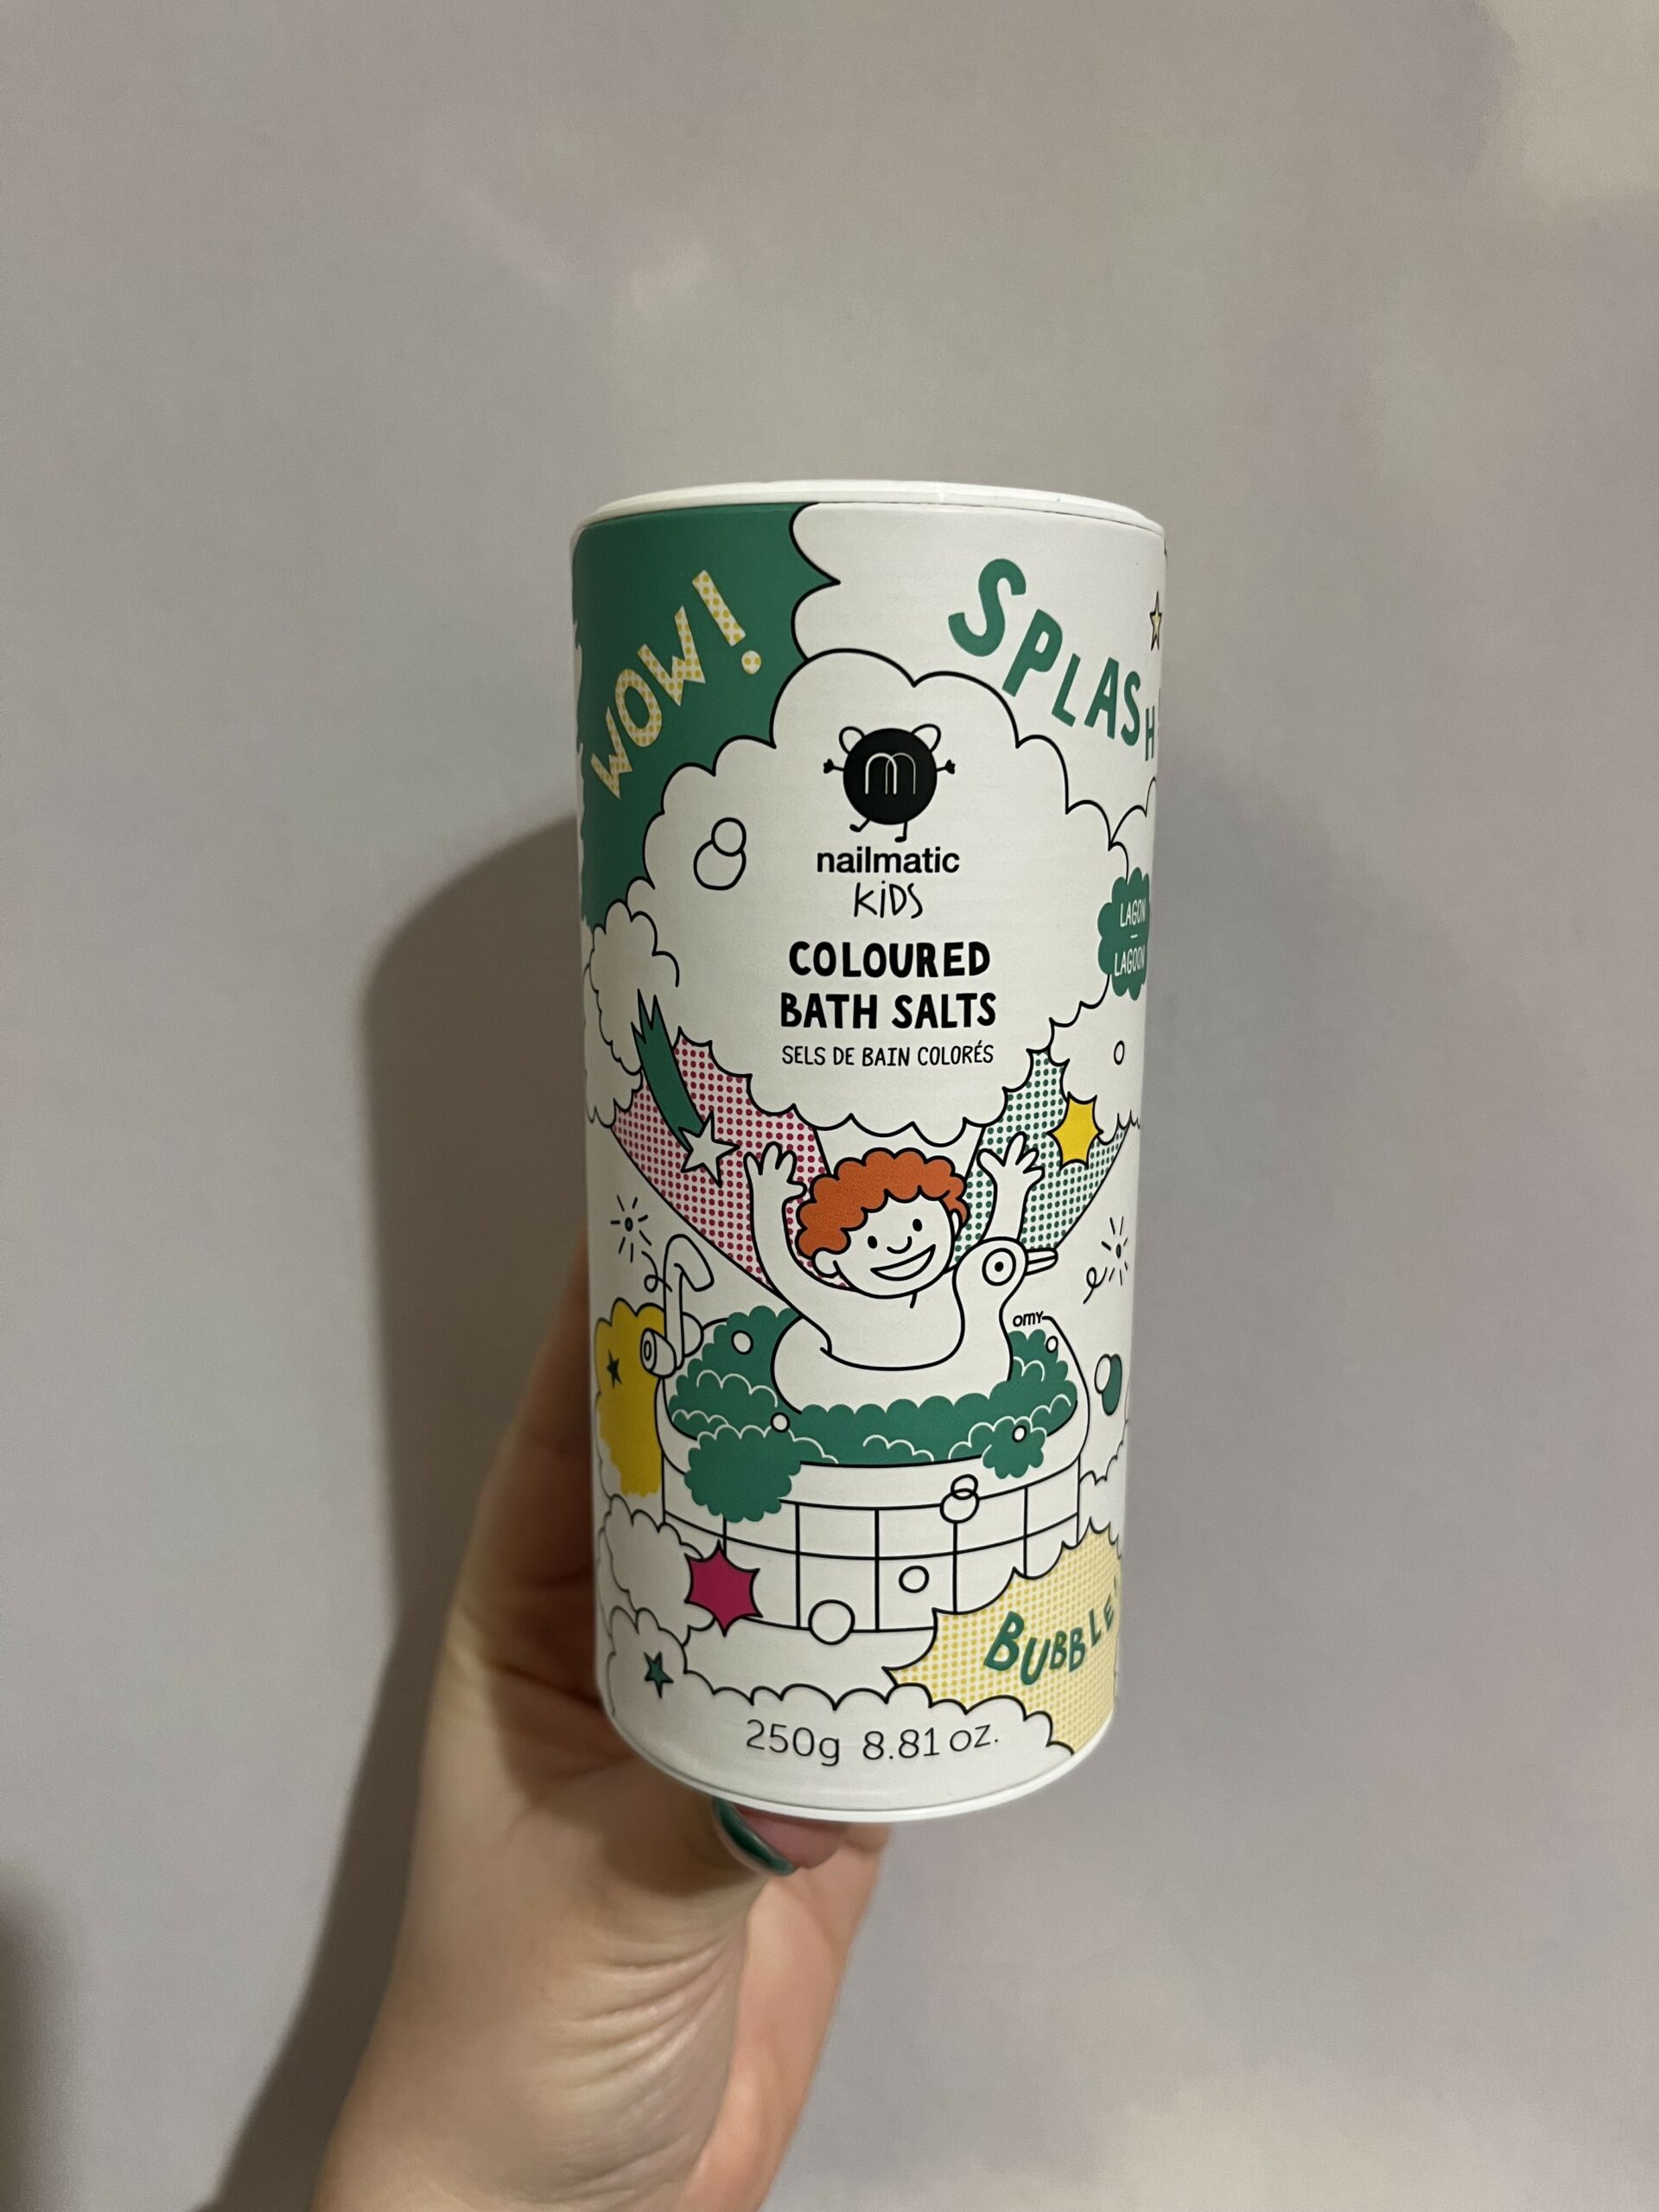 WOW!
SPLASH
m
nailmatic
KiDS
COLOURED
BATH SALTS
SELS DE BAIN COLORÉS
LAGON
–
LAGOON
OMY
BUBBLE!
250g 8.81 oz.